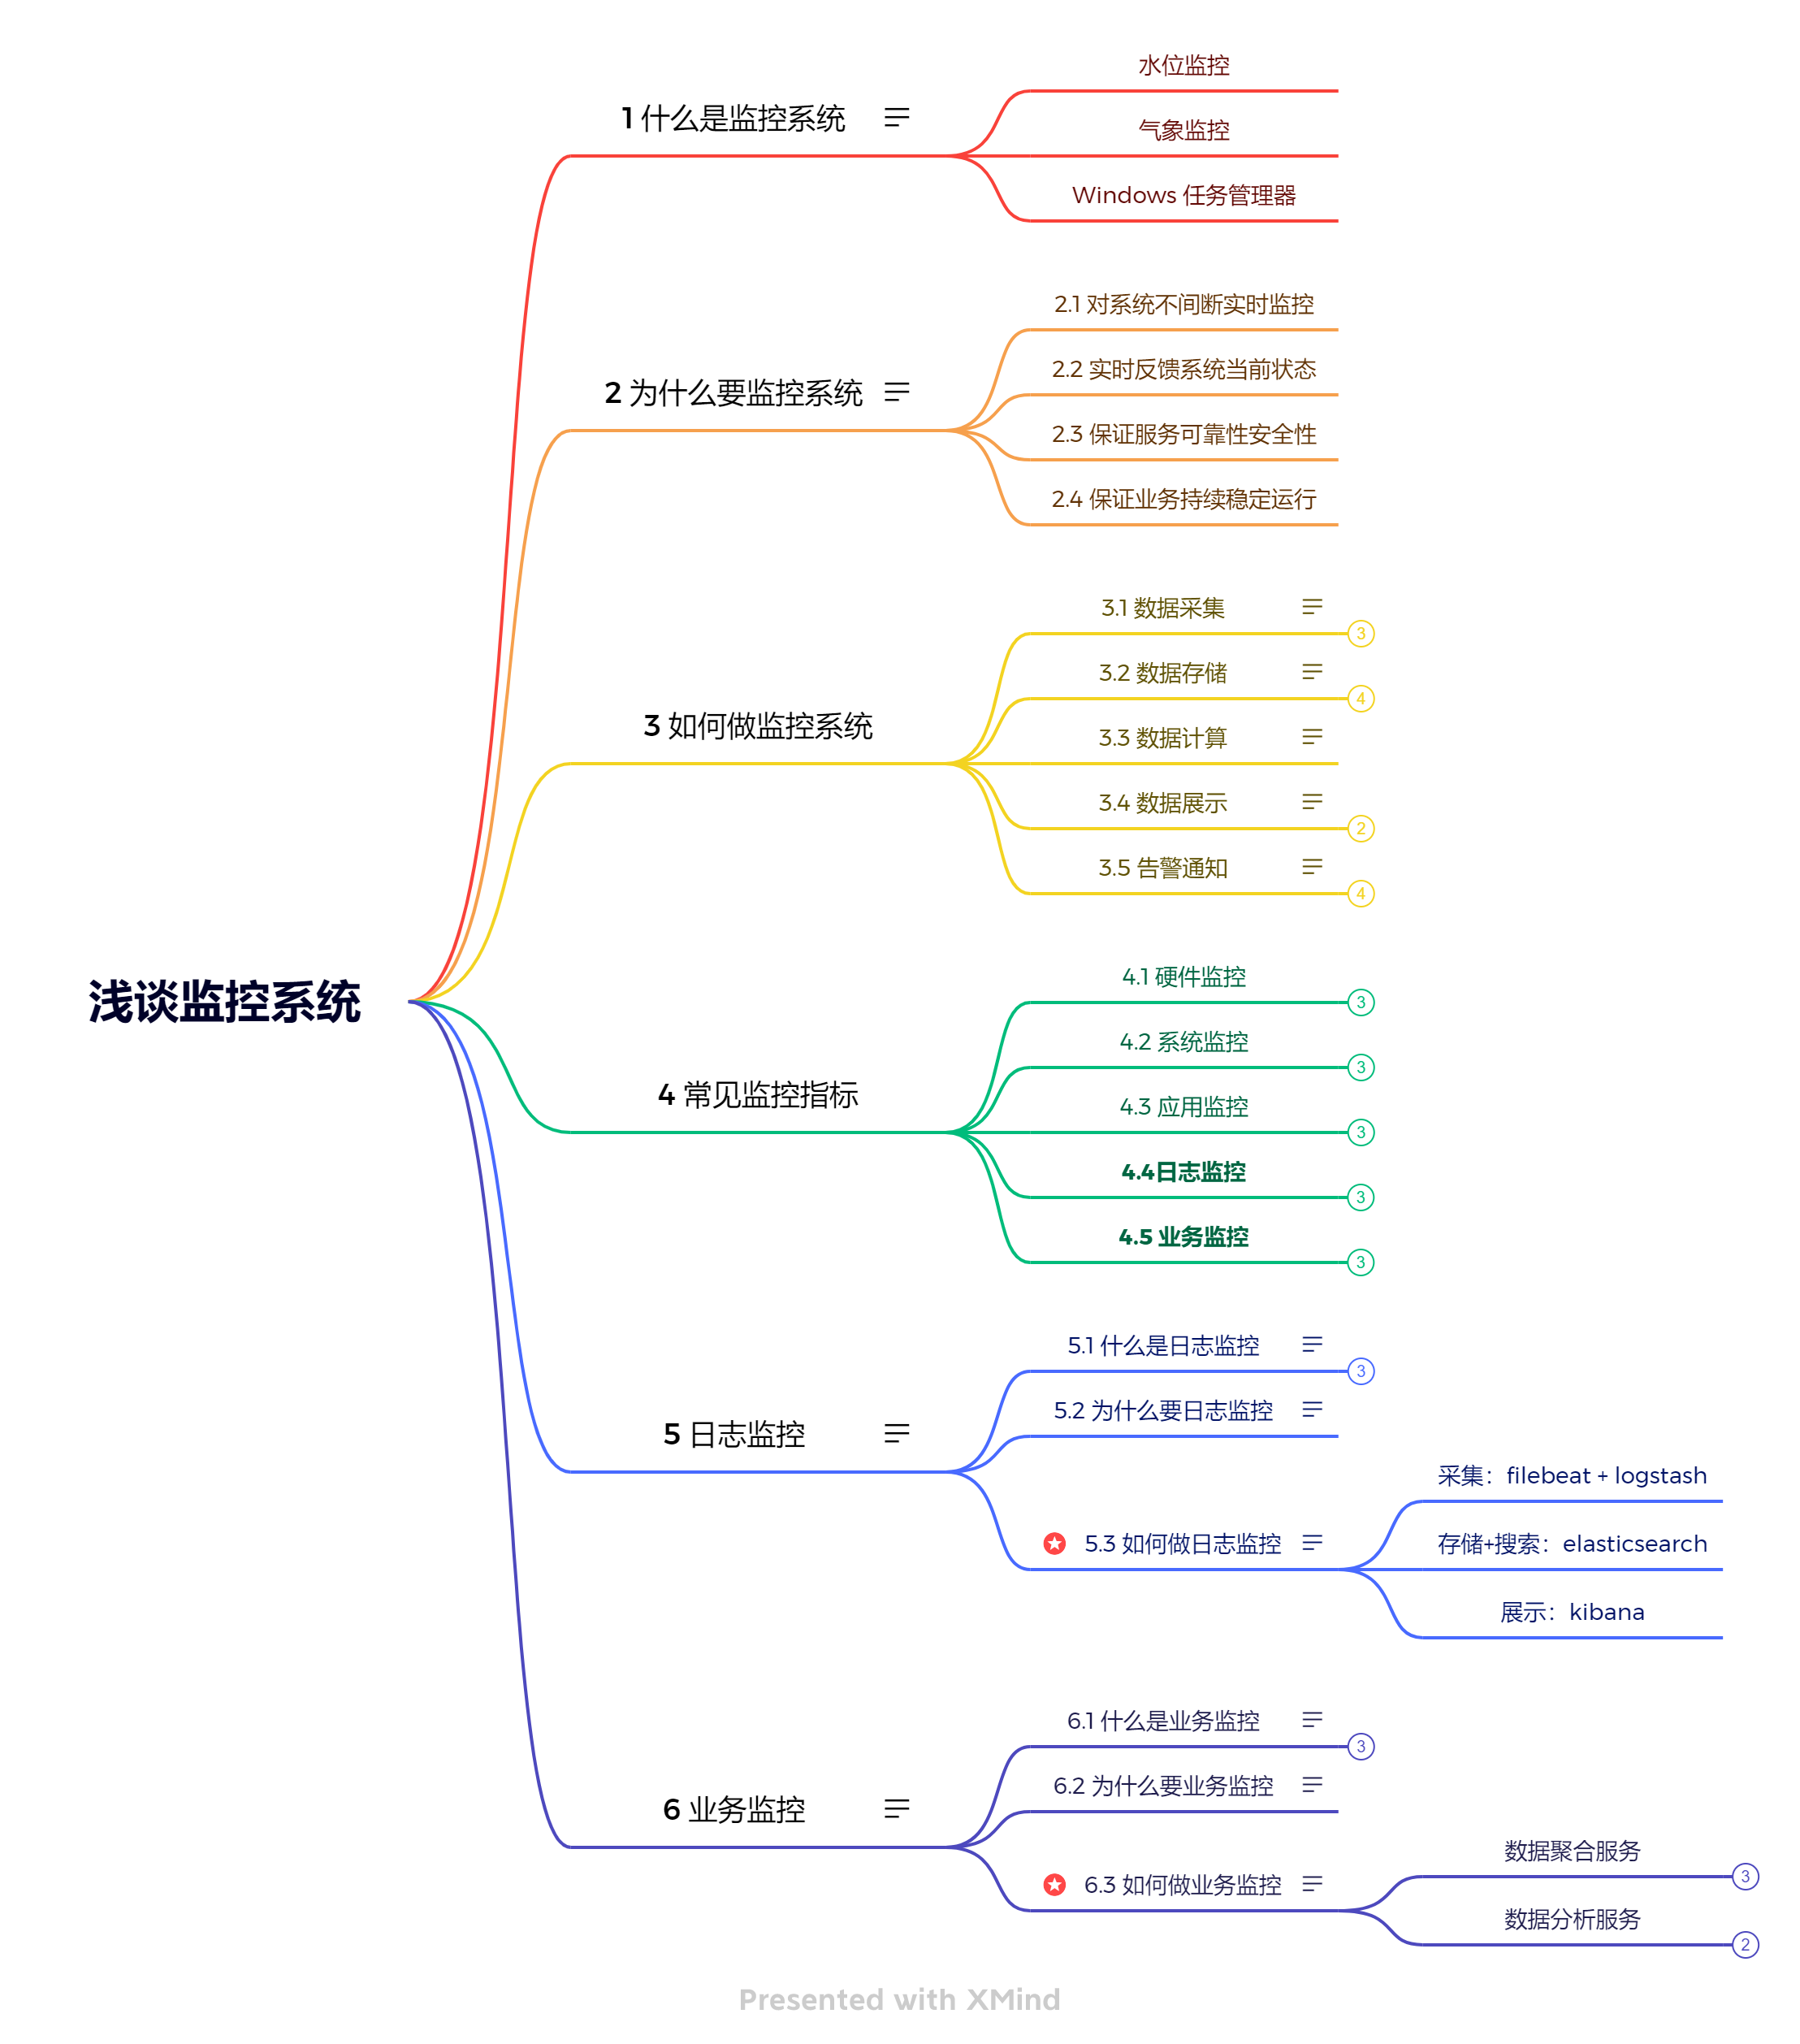 浅谈监控系统
1 什么是监控系统
水位监控
气象监控
Windows 任务管理器
2 为什么要监控系统
2.1 对系统不间断实时监控
2.2 实时反馈系统当前状态
2.3 保证服务可靠性安全性
2.4 保证业务持续稳定运行
3 如何做监控系统
3.1 数据采集
3
3.2 数据存储
4
3.3 数据计算
3.4 数据展示
2
3.5 告警通知
4
4 常见监控指标
4.1 硬件监控
3
4.2 系统监控
3
4.3 应用监控
3
4.4日志监控
3
4.5 业务监控
3
5 日志监控
5.1 什么是日志监控
3
5.2 为什么要日志监控
5.3 如何做日志监控
采集：filebeat + logstash
存储+搜索：elasticsearch
展示：kibana
6 业务监控
6.1 什么是业务监控
3
6.2 为什么要业务监控
6.3 如何做业务监控
数据聚合服务
3
数据分析服务
2
Presented with XMind